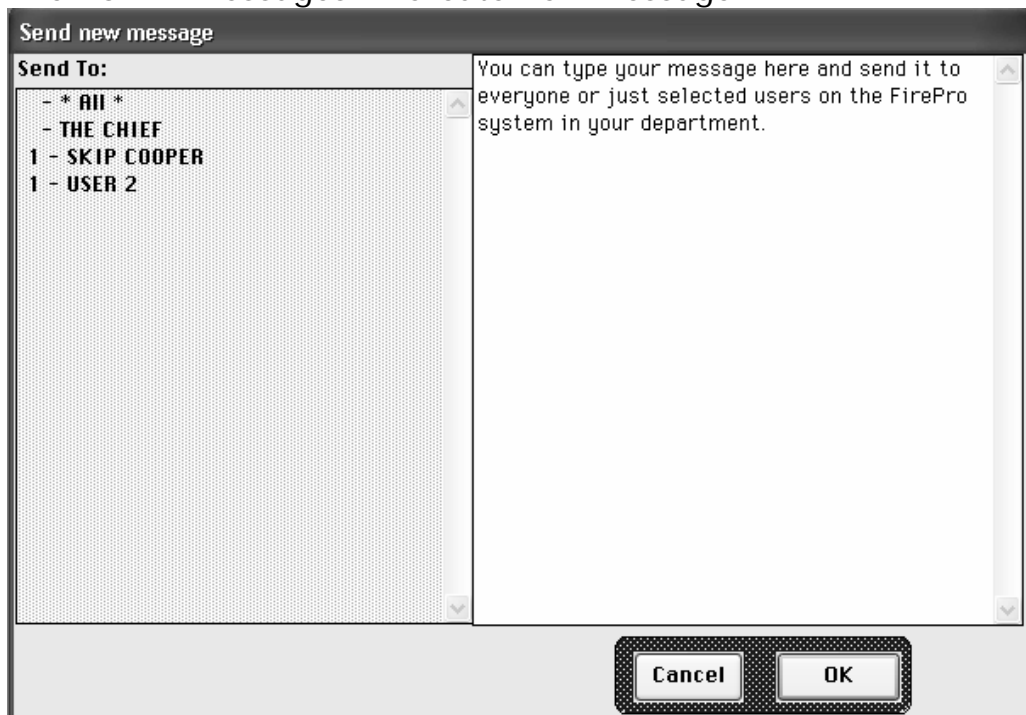 Send new message
Send To:
- * All *
- THE CHIEF
1 - SKIP COOPER
1 - USER 2
You can type your message here and send it to
everyone or just selected users on the FirePro
system in your department.
Cancel
OK